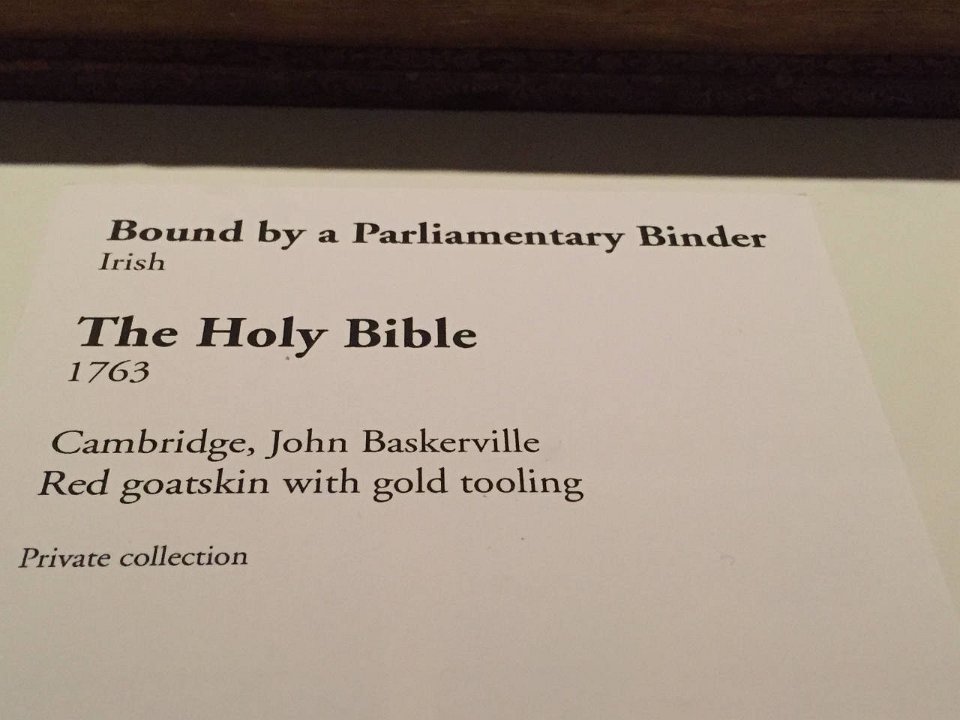 Bound by a Parliamentary Binder
Irish
The Holy Bible
1763
Cambridge, John Baskerville
Red goatskin with gold tooling
Private collection